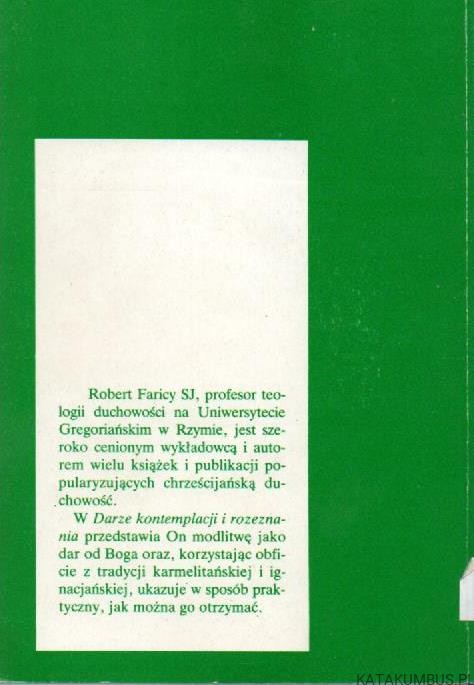 Robert Faricy SJ, profesor teo-
logii duchowości na Uniwersytecie
Gregoriańskim w Rzymie, jest sze-
roko cenionym wykładowcą i auto-
rem wielu książek i publikacji po-
pularyzujących chrześcijańską du-
chowość.
W Darze kontemplacji i rozezna-
nia przedstawia On modlitwę jako
dar od Boga oraz, korzystając obfi-
cie z tradycji karmelitańskiej i ig-
nacjańskiej, ukazuje w sposób prak-
tyczny, jak można go otrzymać.
KATAKUMBUS.PL